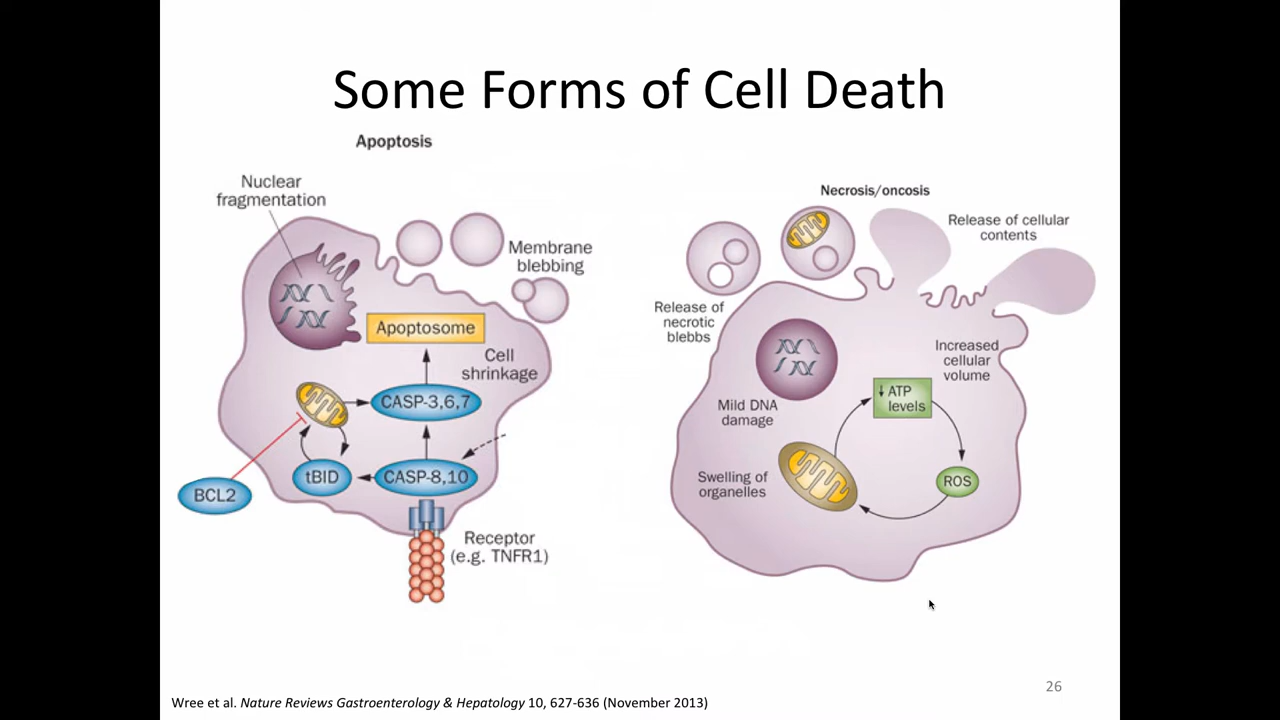 Some Forms of Cell Death
Apoptosis
Nuclear
fragmentation
Membrane
blebbing
Apoptosome
Cell
shrinkage
CASP-3,6,7
tBID
CASP-8,10
BCL2
Receptor
(e.g. TNFR1)
Necrosis/oncosis
Release of cellular
contents
Release of
necrotic
blebbs
Increased
cellular
volume
↓ ATP
levels
Mild DNA
damage
Swelling of
organelles
ROS
26
Wree et al. Nature Reviews Gastroenterology & Hepatology 10, 627-636 (November 2013)